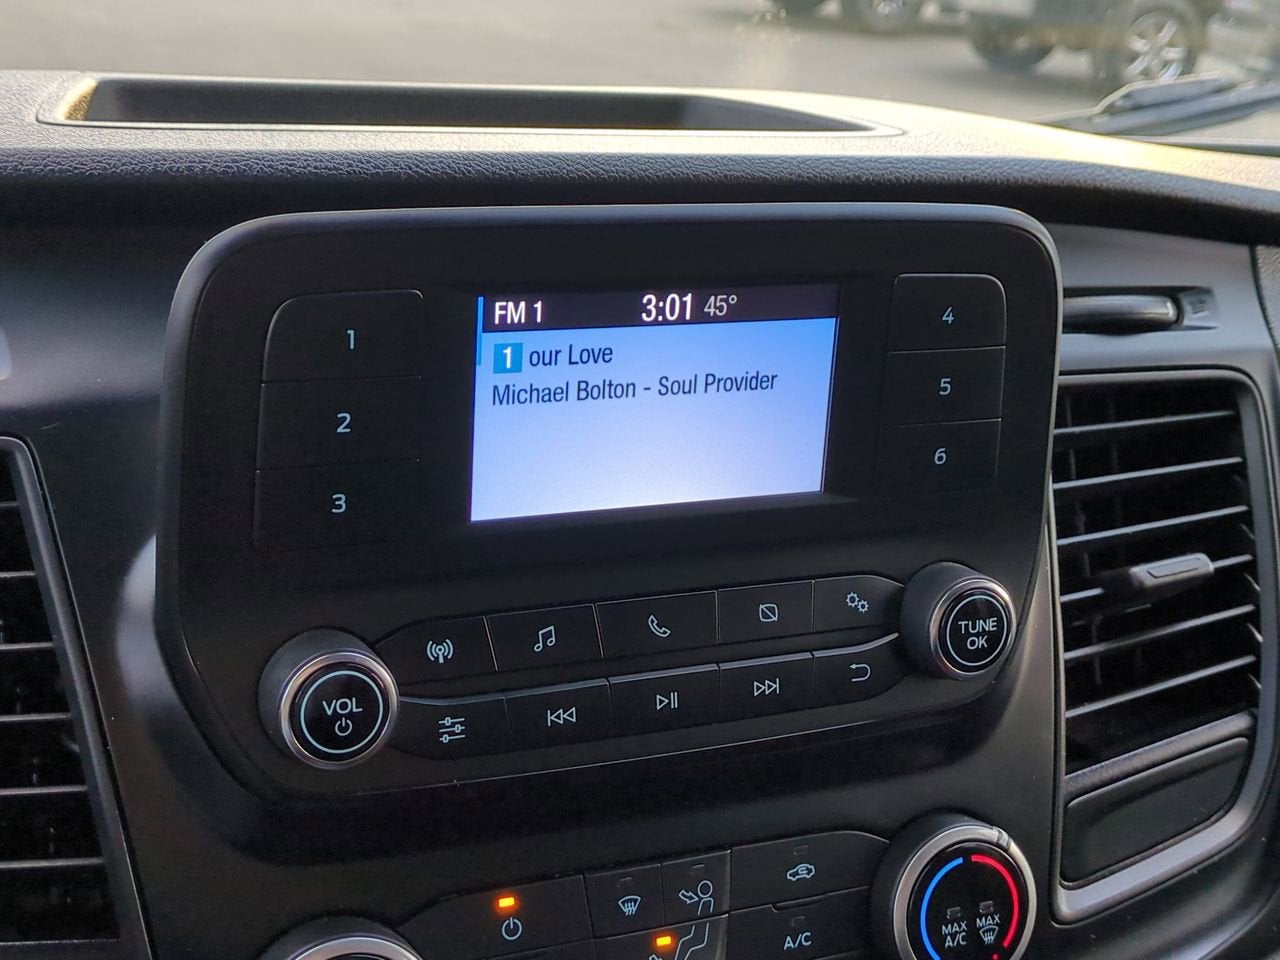 FM 1 3:01 45°
1 our Love
Michael Bolton - Soul Provider
1
2
3
4
5
6
VOL
TUNE
OK
A/C
MAX
A/C
MAX